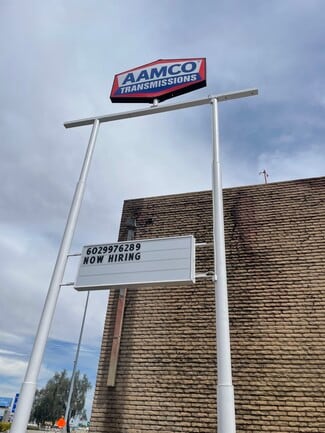 AAMCO
TRANSMISSIONS
6029976289
NOW HIRING